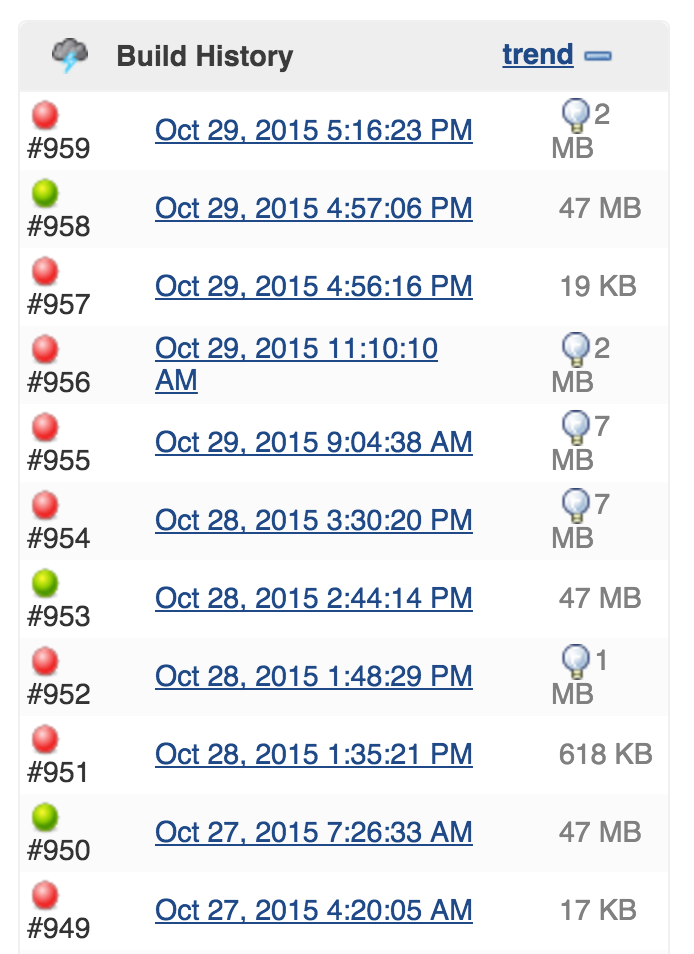 Build History trend
#959 Oct 29, 2015 5:16:23 PM 2
MB
#958 Oct 29, 2015 4:57:06 PM 47 MB
#957 Oct 29, 2015 4:56:16 PM 19 KB
#956 Oct 29, 2015 11:10:10
AM 2
MB
#955 Oct 29, 2015 9:04:38 AM 7
MB
#954 Oct 28, 2015 3:30:20 PM 7
MB
#953 Oct 28, 2015 2:44:14 PM 47 MB
#952 Oct 28, 2015 1:48:29 PM 1
MB
#951 Oct 28, 2015 1:35:21 PM 618 KB
#950 Oct 27, 2015 7:26:33 AM 47 MB
#949 Oct 27, 2015 4:20:05 AM 17 KB